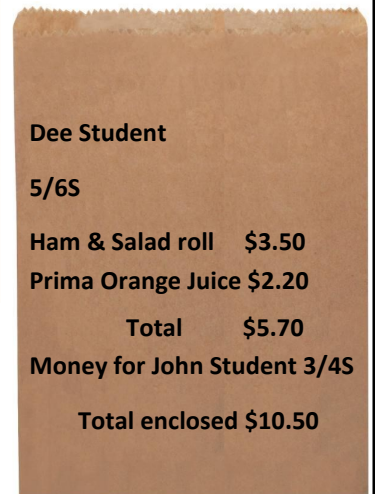 Dee Student
5/6S
Ham & Salad roll $3.50
Prima Orange Juice $2.20
Total $5.70
Money for John Student 3/4S
Total enclosed $10.50